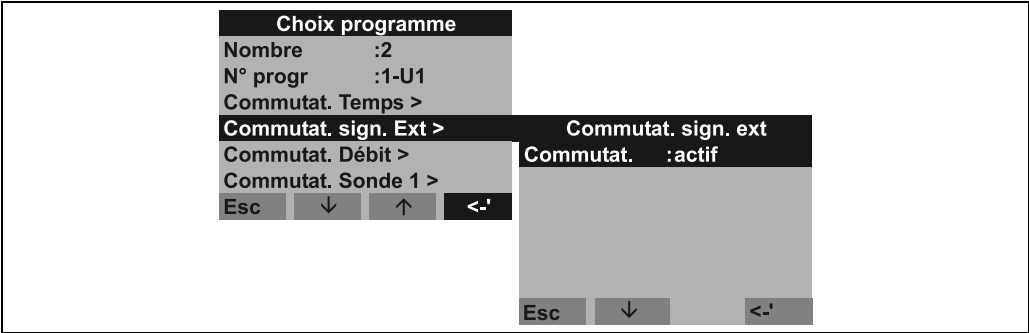 Choix programme
Nombre :2
N° progr :1-U1
Commutat. Temps >
Commutat. sign. Ext >
Commutat. Débit >
Commutat. Sonde 1 >
Esc ↓ ↑ <-'
Commutat. sign. ext
Commutat. :actif
Esc ↓ <-'